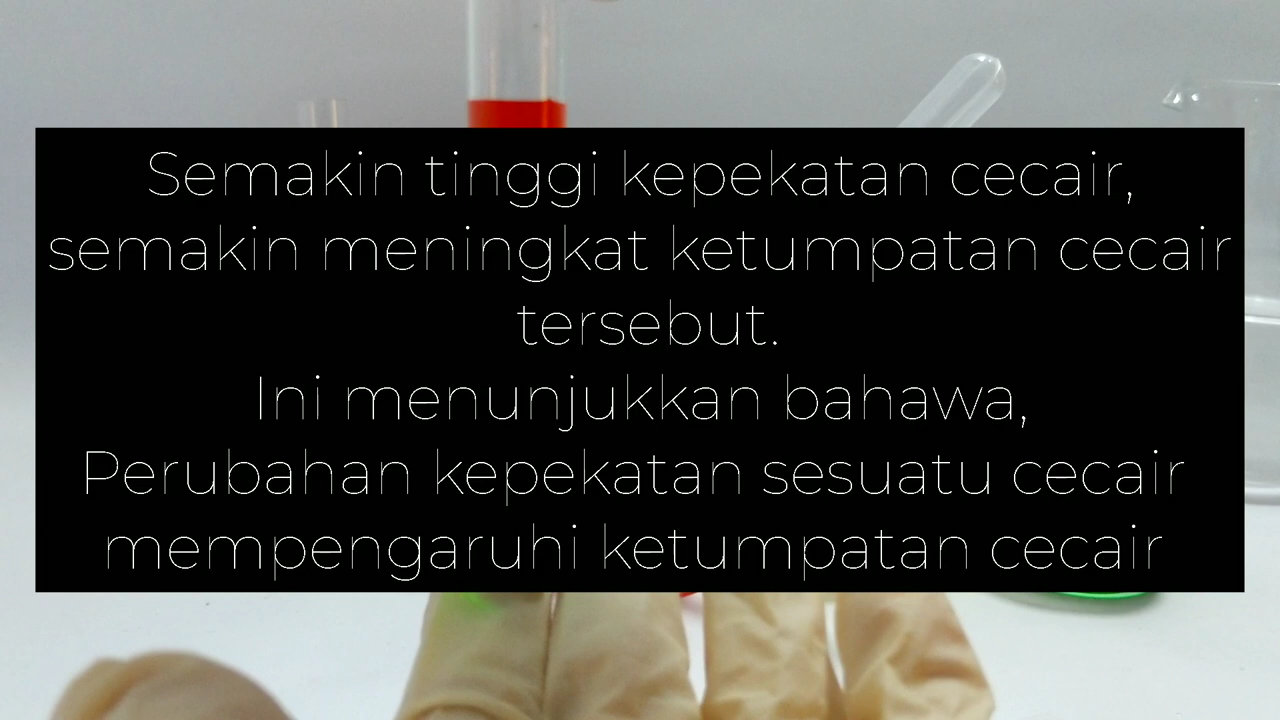 Semakin tinggi kepekatan cecair,
semakin meningkat ketumpatan cecair
tersebut.
Ini menunjukkan bahawa,
Perubahan kepekatan sesuatu cecair
mempengaruhi ketumpatan cecair